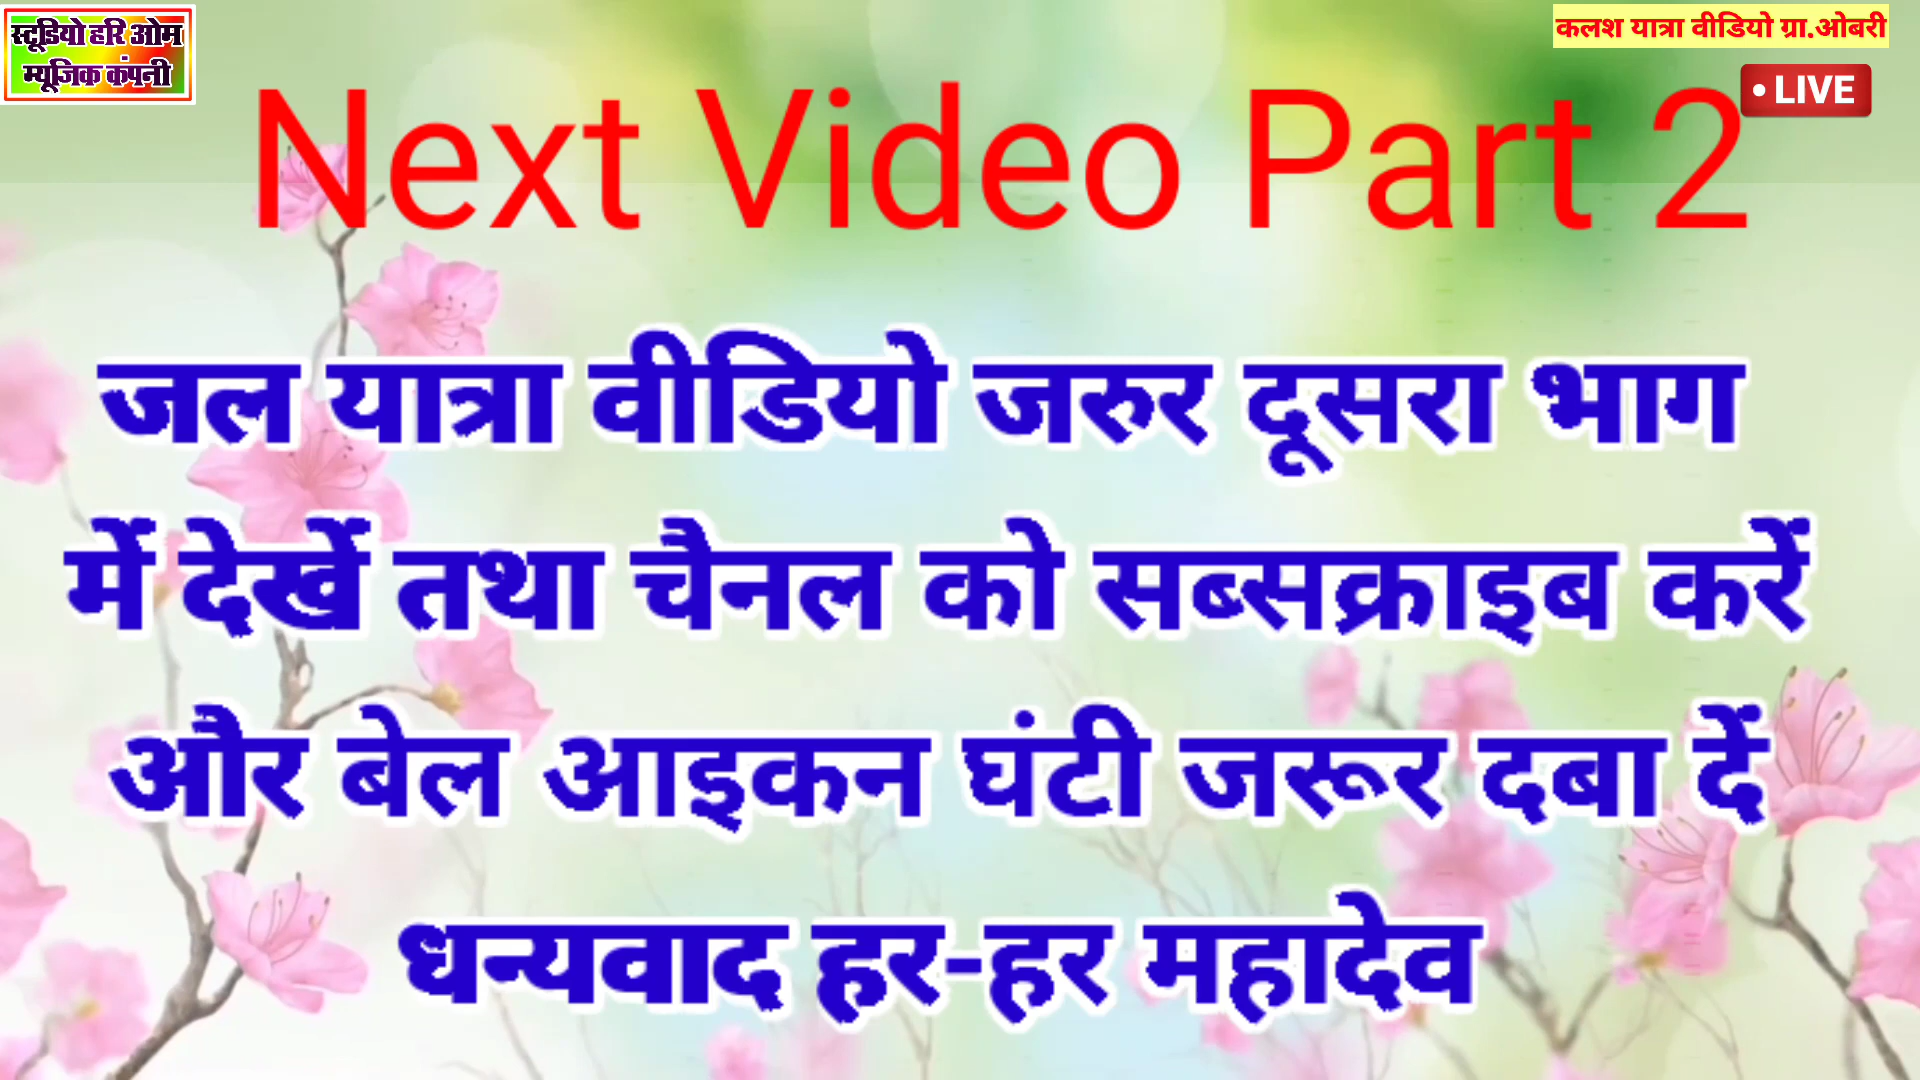 स्टूडियो हरि ओम
म्यूजिक कंपनी
कलश यात्रा वीडियो ग्रा.ओबरी
• LIVE
Next Video Part 2
जल यात्रा वीडियो जरुर दूसरा भाग
में देखें तथा चैनल को सब्सक्राइब करें
और बेल आइकन घंटी जरूर दबा दें
धन्यवाद हर-हर महादेव